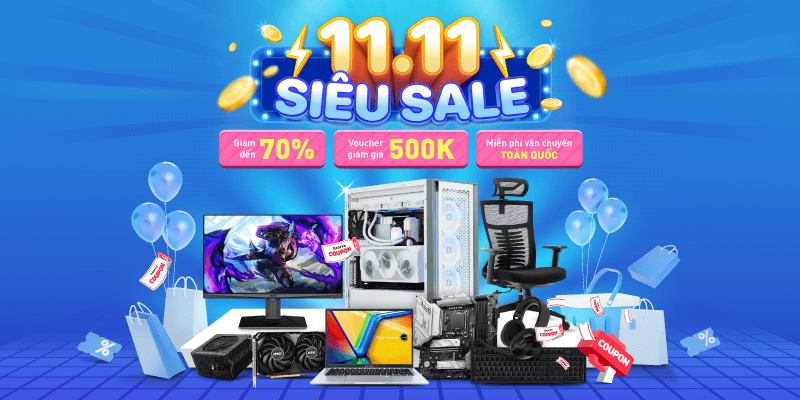 11.11
SIÊU SALE
Giảm
đến
70%
Voucher
giảm giá
500K
Miễn phí vận chuyển
TOÀN QUỐC
COUPON
COUPON
COUPON
COUPON
%
%